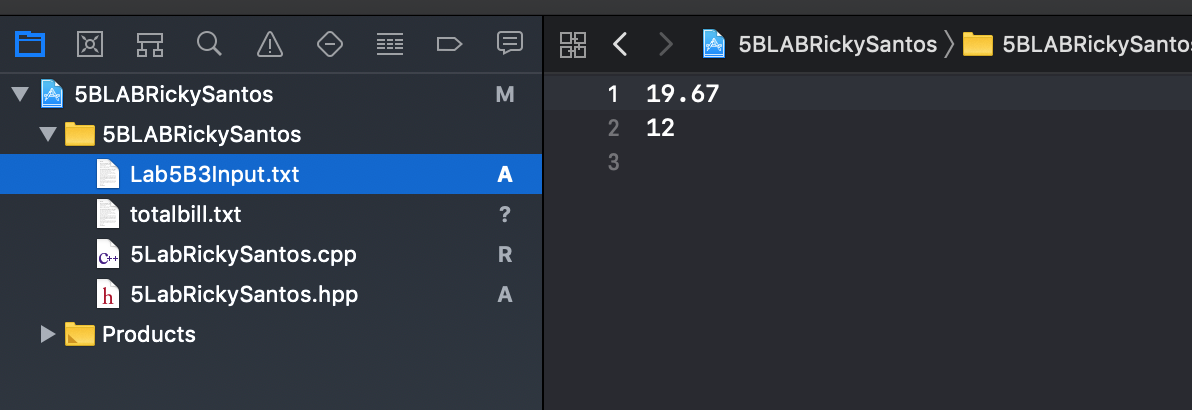 5BLABRickySantos M
5BLABRickySantos
Lab5B3Input.txt A
totalbill.txt ?
C++ 5LabRickySantos.cpp R
h 5LabRickySantos.hpp A
Products
5BLABRickySantos 5BLABRickySantos
1 19.67
2 12
3